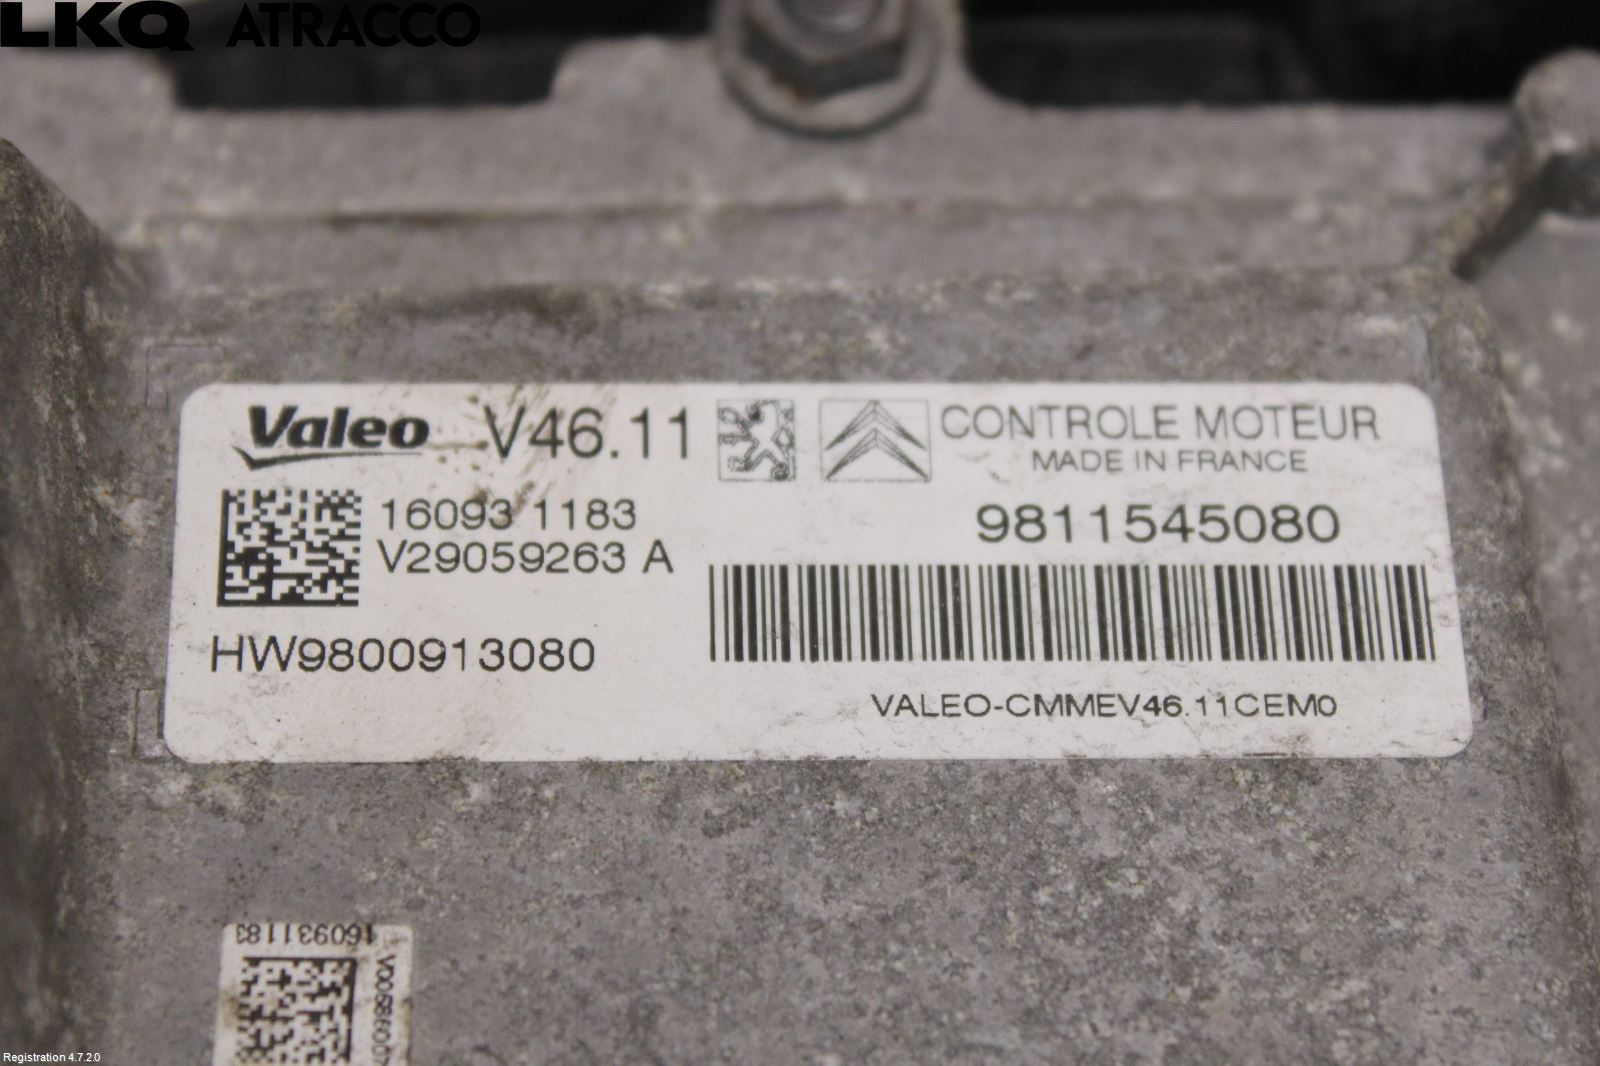 LKQ ATRACCO
Valeo V46.11 CONTROLE MOTEUR
MADE IN FRANCE
16093 1183
V29059263 A
9811545080
HW9800913080
VALEO-CMMEV46.11CEM0
160931183
Registration 4.7.2.0